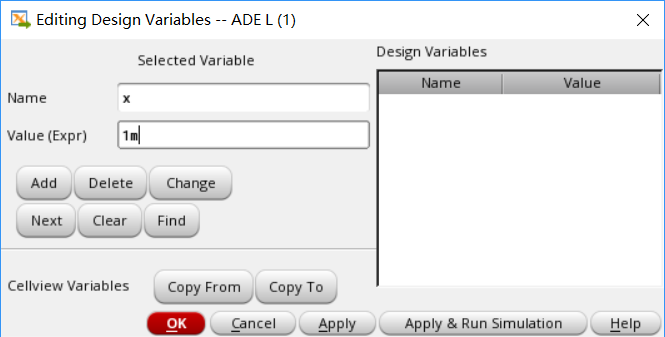 Editing Design Variables -- ADE L (1)
Selected Variable
Name x
Value (Expr) 1m
Add Delete Change
Next Clear Find
Cellview Variables Copy From Copy To
Design Variables
Name Value
OK Cancel Apply Apply & Run Simulation Help